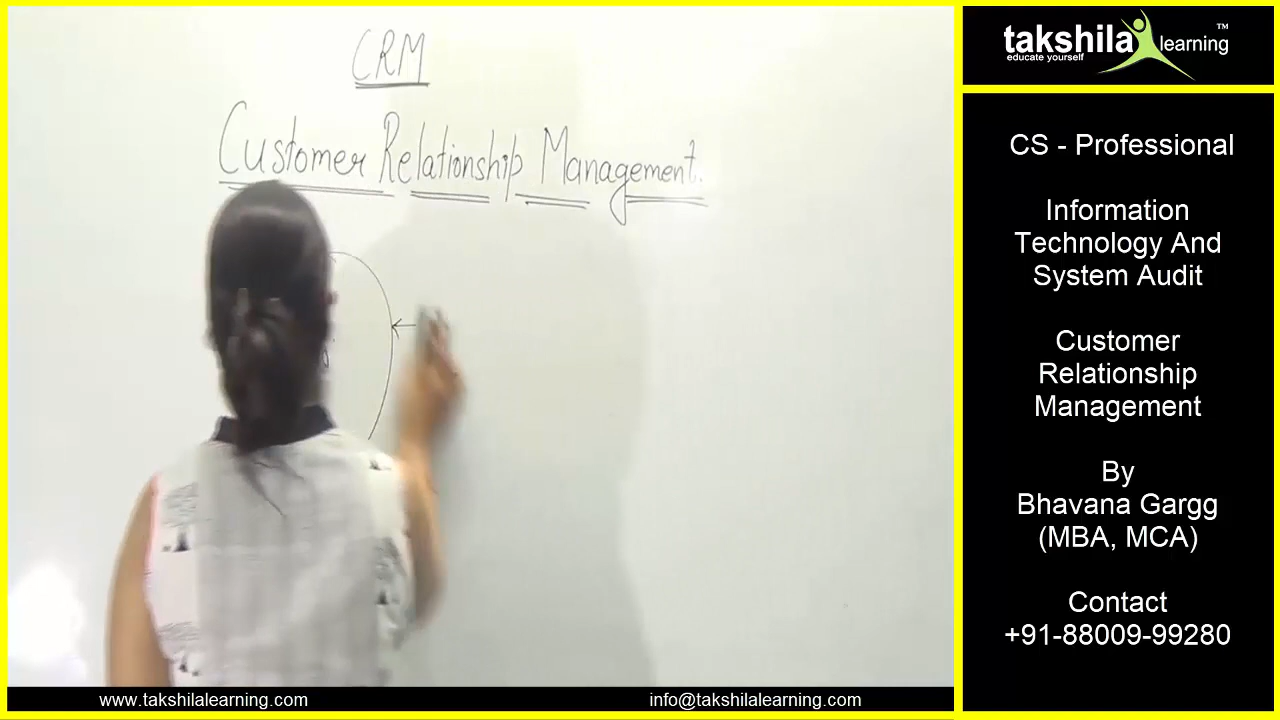 CRM
Customer Relationship Management.
takshila learning ™
educate yourself
CS - Professional
Information
Technology And
System Audit
Customer
Relationship
Management
By
Bhavana Gargg
(MBA, MCA)
Contact
+91-88009-99280
www.takshilalearning.com
info@takshilalearning.com